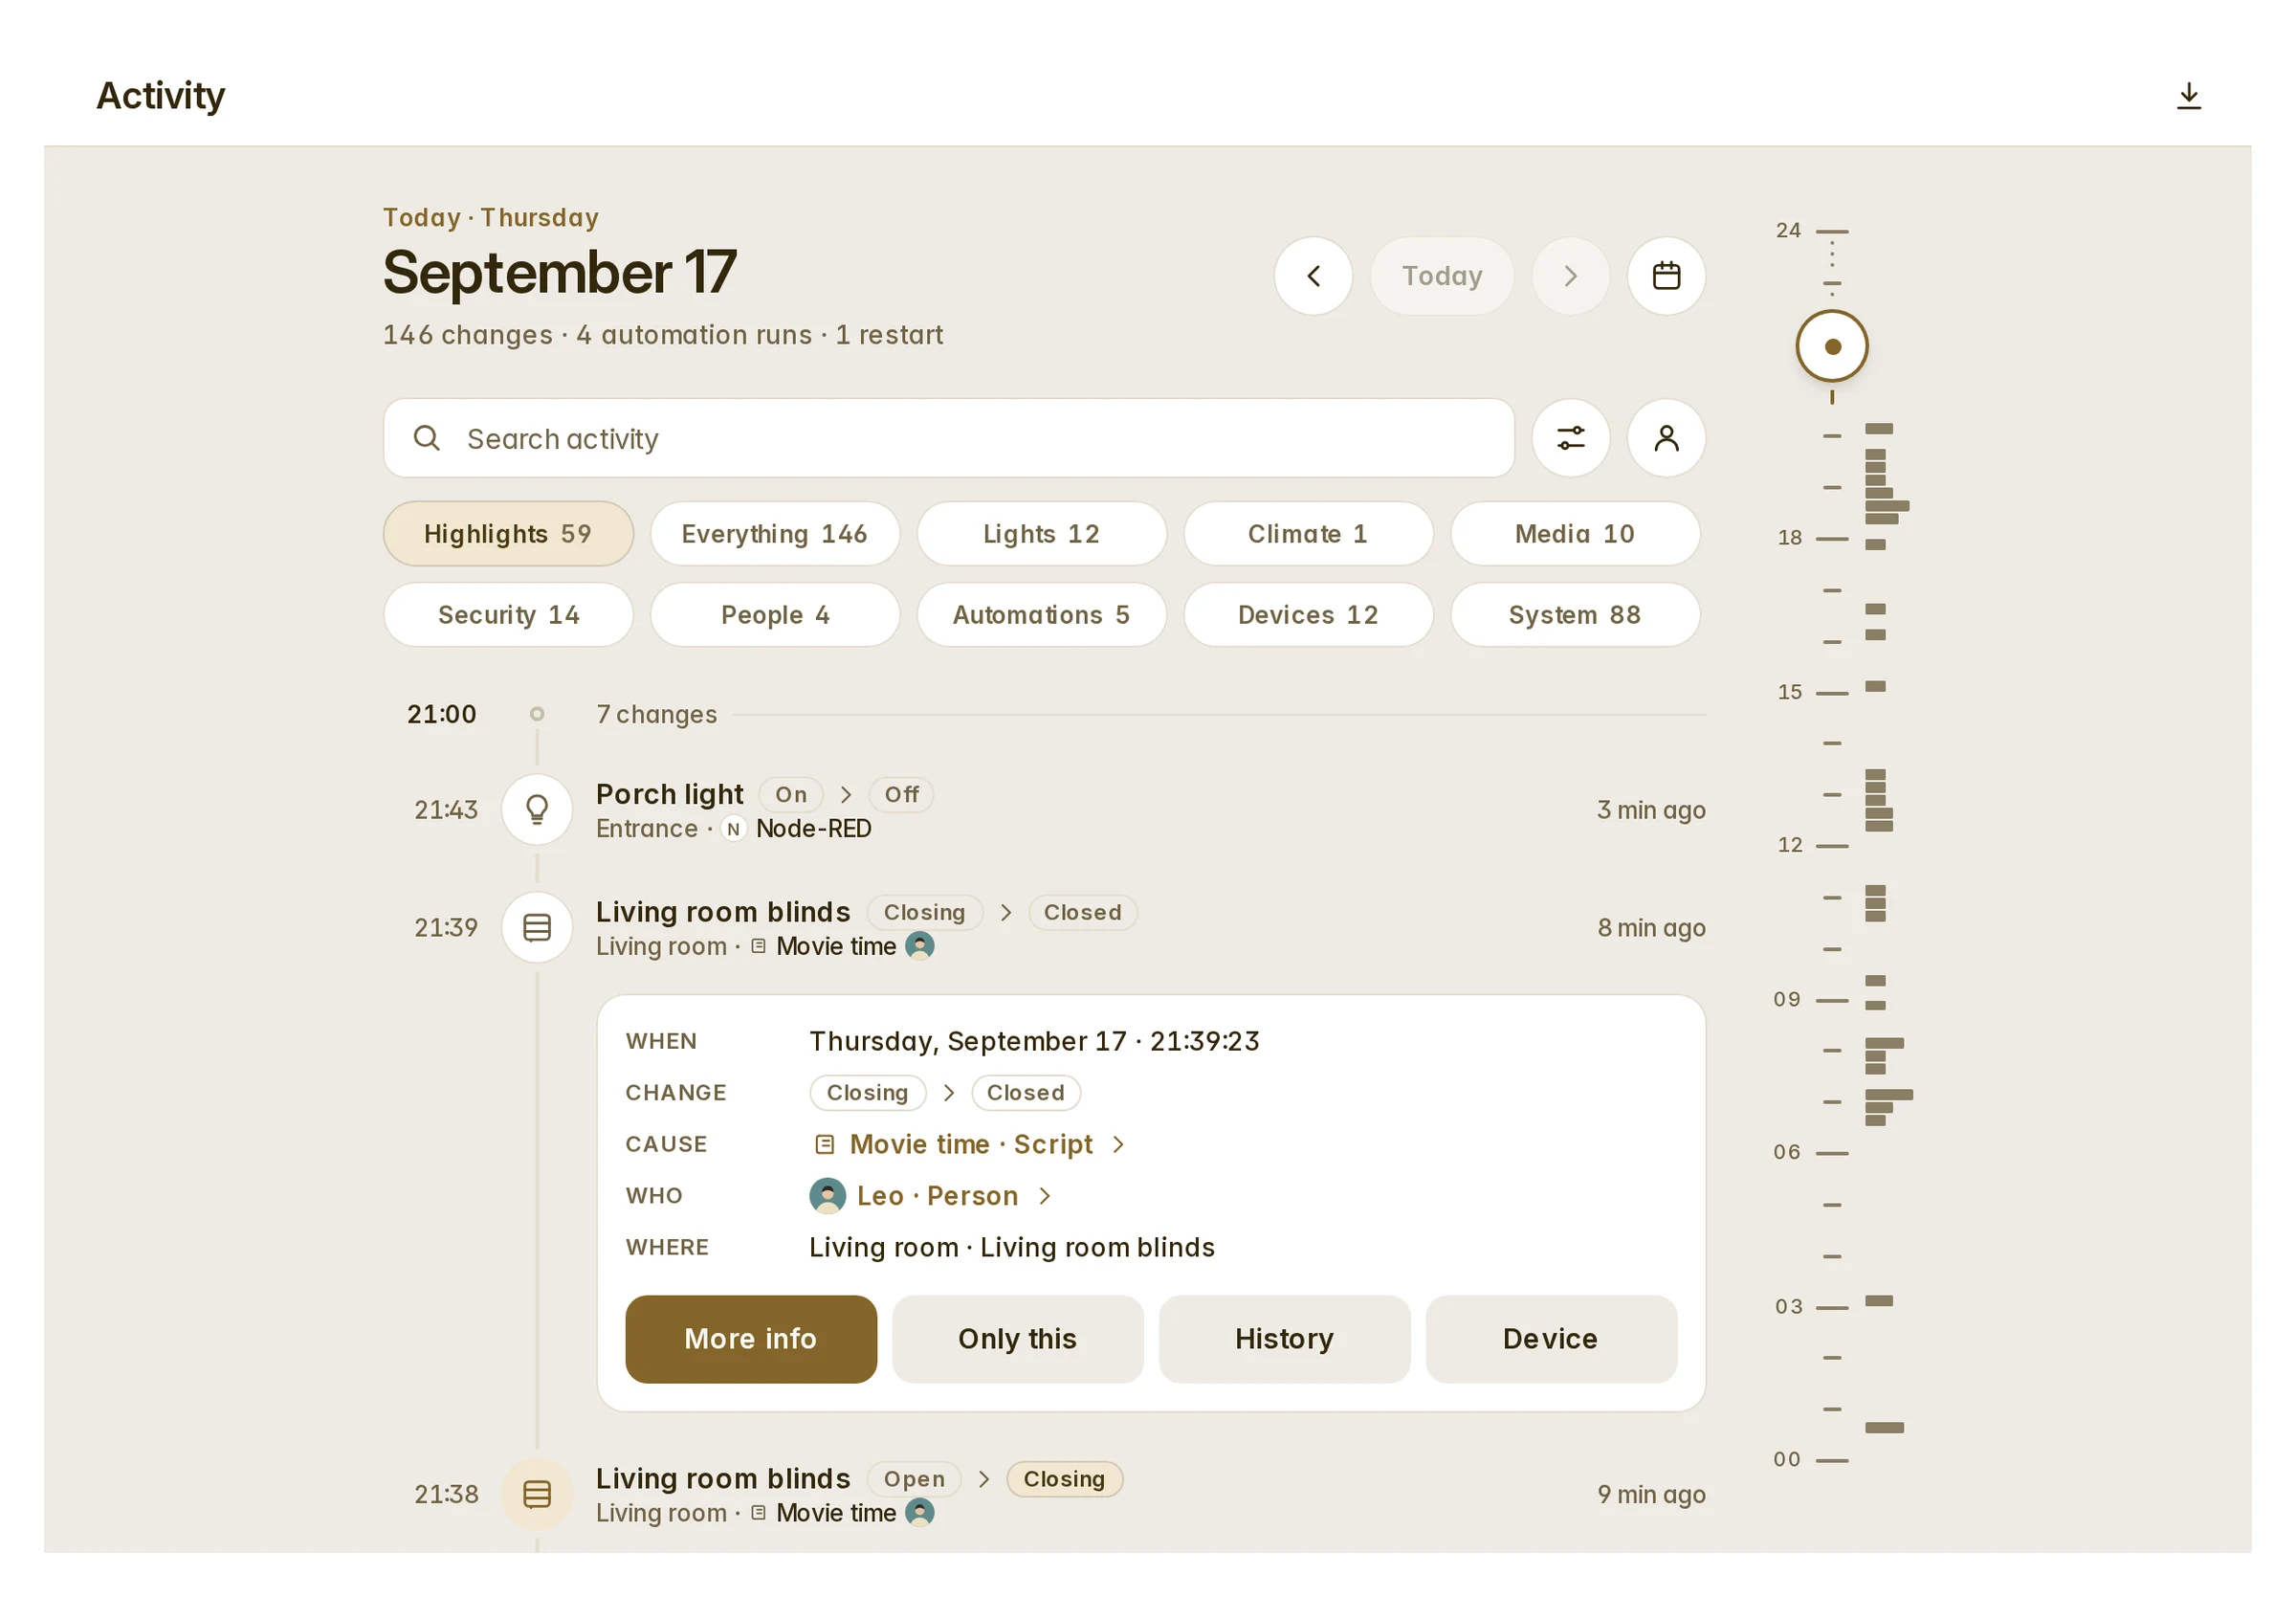 Activity
Today · Thursday
September 17
146 changes · 4 automation runs · 1 restart
Today
Search activity
Highlights 59
Everything 146
Lights 12
Climate 1
Media 10
Security 14
People 4
Automations 5
Devices 12
System 88
21:00 7 changes
21:43 Porch light On > Off 3 min ago
Entrance · N Node-RED
21:39 Living room blinds Closing > Closed 8 min ago
Living room · Movie time
WHEN Thursday, September 17 · 21:39:23
CHANGE Closing > Closed
CAUSE Movie time · Script >
WHO Leo · Person >
WHERE Living room · Living room blinds
More info
Only this
History
Device
21:38 Living room blinds Open > Closing 9 min ago
Living room · Movie time
24
18
15
12
09
06
03
00